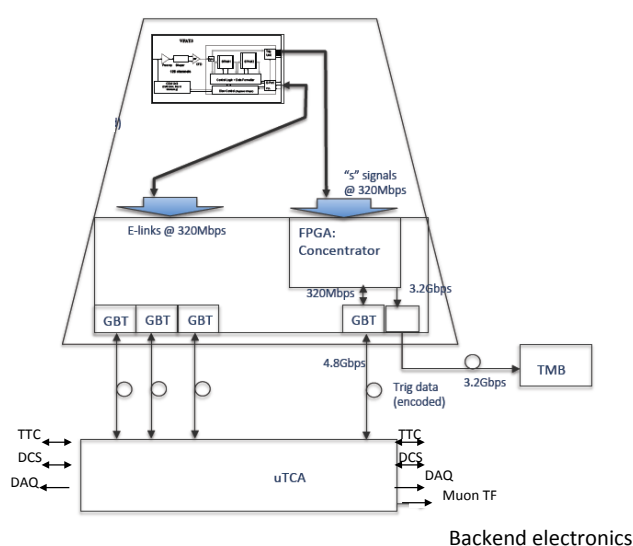 VFAT3
"s" signals
@ 320Mbps
E-links @ 320Mbps
FPGA:
Concentrator
320Mbps
3.2Gbps
GBT
GBT
GBT
GBT
4.8Gbps
TMB
3.2Gbps
Trig data
(encoded)
TTC
DCS
DAQ
uTCA
TTC
DCS
DAQ
Muon TF
Backend electronics